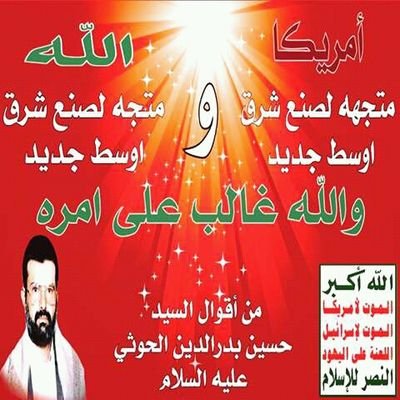 أمريكا
متجهه لصنع شرق
اوسط جديد
و
الله
متجه لصنع شرق
اوسط جديد
والله غالب على امره
من أقوال السيد
حسين بدرالدين الحوثي
عليه السلام
الله أكبر
الموت لأمريكا
الموت لإسرائيل
اللعنة على اليهود
النصر للإسلام